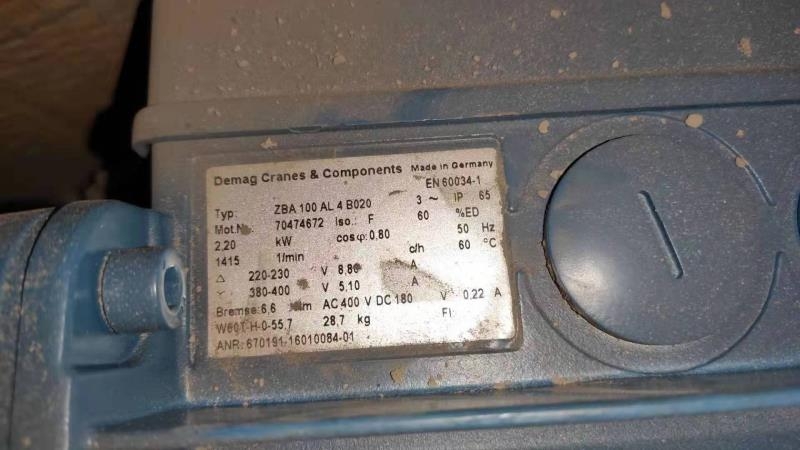 Demag Cranes & Components Made in Germany
EN 60034-1
Typ: ZBA 100 AL 4 B020 3 ~ IP 65
Mot.Nr. 70474672 Iso.: F 60 %ED
2,20 kW cosφ: 0,80 50 Hz
1415 1/min c/h 60 °C
△ 220-230 V 8,80 A
380-400 V 5,10 A
Bremse: 6,6 Nm AC 400 V DC 180 V 0,22 A
W60T-H-0-55,7 28,7 kg FI:
ANR: 670191-16010084-01